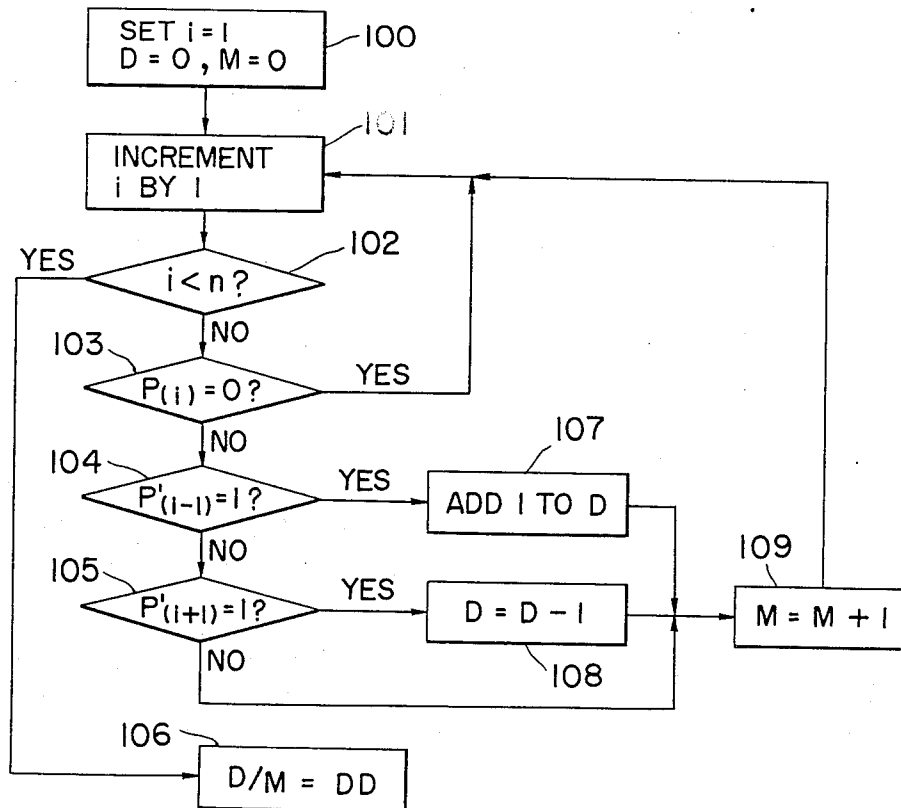 SET i=1
D=0, M=0
100
INCREMENT
i BY 1
101
i<n?
102
YES
NO
103
P(i)=0?
YES
NO
104
P'(i-1)=1?
YES
NO
107
ADD 1 TO D
105
P'(i+1)=1?
YES
NO
D=D-1
108
109
M=M+1
106
D/M = DD